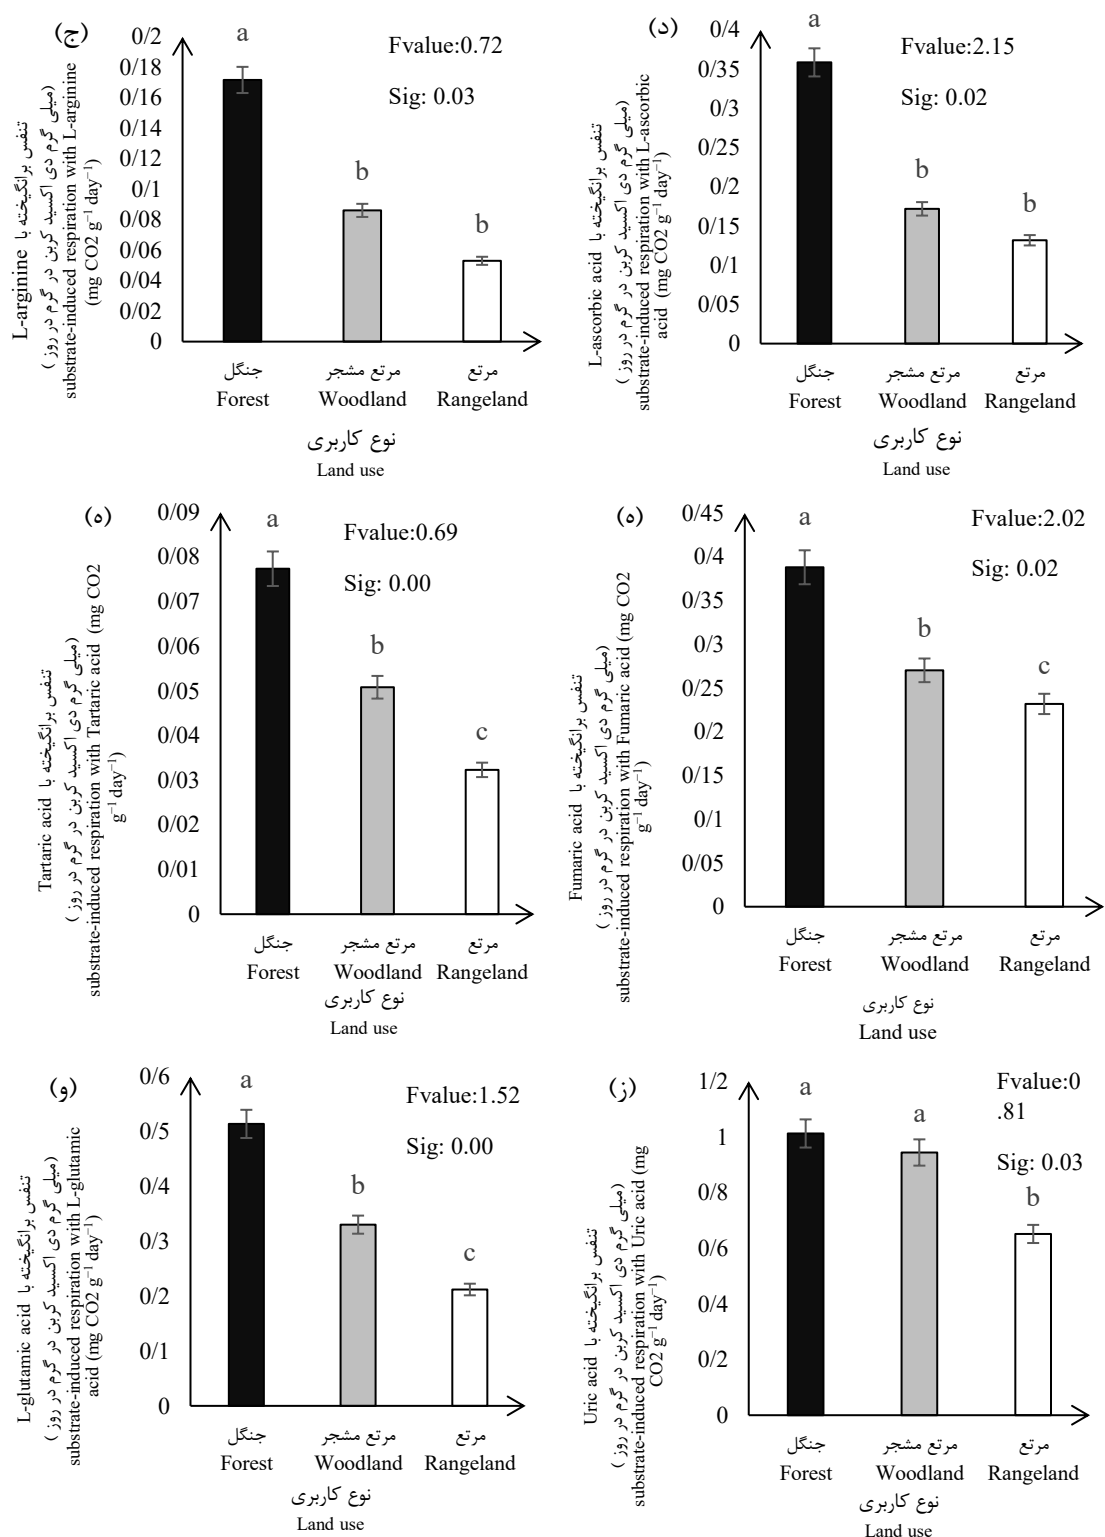 (ج
0/2
0/18
0/16
0/14
0/12
0/1
0/08
0/06
0/04
0/02
0
a
b
b
Fvalue:0.72
Sig: 0.03
تنفس برانگیخته با L-arginine
(میلی گرم دی اکسید کربن در گرم در روز )
substrate-induced respiration with L-arginine
(mg CO2 g⁻¹ day⁻¹)
جنگل
Forest
مرتع مشجر
Woodland
مرتع
Rangeland
نوع کاربری
Land use
(د
0/4
0/35
0/3
0/25
0/2
0/15
0/1
0/05
0
a
b
b
Fvalue:2.15
Sig: 0.02
تنفس برانگیخته با L-ascorbic acid
(میلی گرم دی اکسید کربن در گرم در روز )
substrate-induced respiration with L-ascorbic
acid (mg CO2 g⁻¹ day⁻¹)
جنگل
Forest
مرتع مشجر
Woodland
مرتع
Rangeland
نوع کاربری
Land use
(ه
0/09
0/08
0/07
0/06
0/05
0/04
0/03
0/02
0/01
0
a
b
c
Fvalue:0.69
Sig: 0.00
تنفس برانگیخته با Tartaric acid
(میلی گرم دی اکسید کربن در گرم در روز )
substrate-induced respiration with Tartaric acid (mg CO2
g⁻¹ day⁻¹)
جنگل
Forest
مرتع مشجر
Woodland
مرتع
Rangeland
نوع کاربری
Land use
(ه
0/45
0/4
0/35
0/3
0/25
0/2
0/15
0/1
0/05
0
a
b
c
Fvalue:2.02
Sig: 0.02
تنفس برانگیخته با Fumaric acid
(میلی گرم دی اکسید کربن در گرم در روز )
substrate-induced respiration with Fumaric acid (mg CO2
g⁻¹ day⁻¹)
جنگل
Forest
مرتع مشجر
Woodland
مرتع
Rangeland
نوع کاربری
Land use
(و
0/6
0/5
0/4
0/3
0/2
0/1
0
a
b
c
Fvalue:1.52
Sig: 0.00
تنفس برانگیخته با L-glutamic acid
(میلی گرم دی اکسید کربن در گرم در روز )
substrate-induced respiration with L-glutamic
acid (mg CO2 g⁻¹ day⁻¹)
جنگل
Forest
مرتع مشجر
Woodland
مرتع
Rangeland
نوع کاربری
Land use
(ز
1/2
1
0/8
0/6
0/4
0/2
0
a
a
b
Fvalue:0
.81
Sig: 0.03
تنفس برانگیخته با Uric acid
(میلی گرم دی اکسید کربن در گرم در روز )
substrate-induced respiration with Uric acid (mg
CO2 g⁻¹ day⁻¹)
جنگل
Forest
مرتع مشجر
Woodland
مرتع
Rangeland
نوع کاربری
Land use